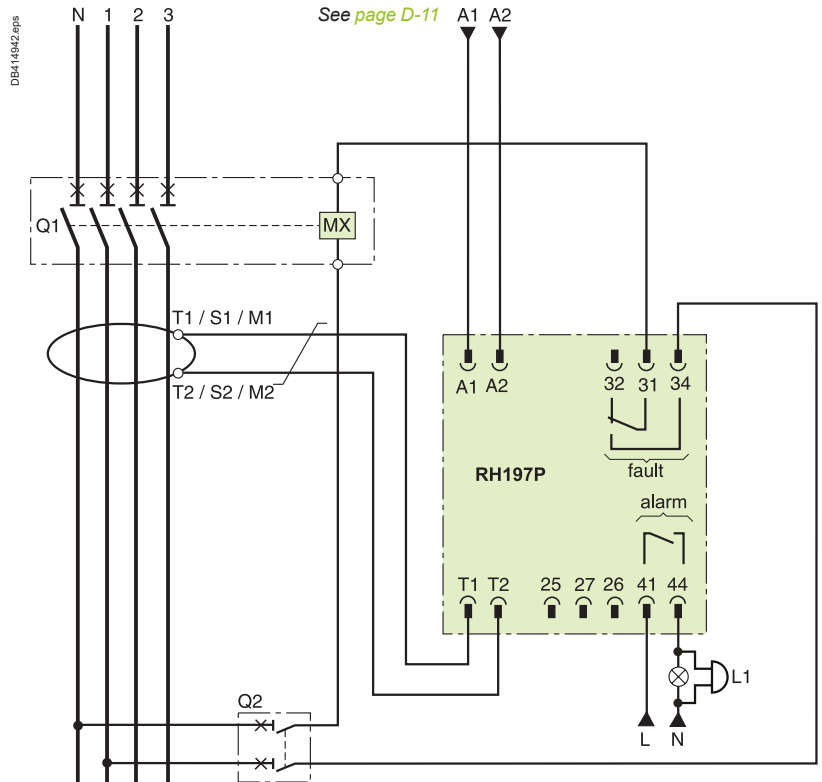 DB414942.eps
N 1 2 3
See page D-11
A1 A2
Q1
MX
T1 / S1 / M1
T2 / S2 / M2
A1 A2
32 31 34
fault
RH197P
alarm
T1 T2 25 27 26 41 44
L1
L N
Q2